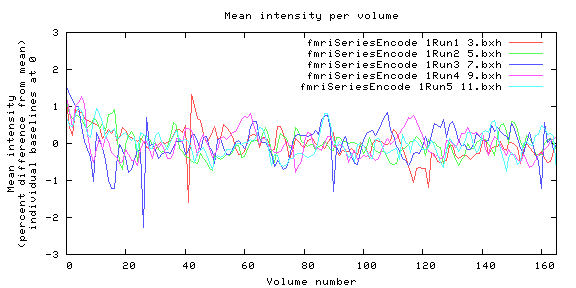 Mean intensity per volume
fmriSeriesEncode 1Run1 3.bxh
fmriSeriesEncode 1Run2 5.bxh
fmriSeriesEncode 1Run3 7.bxh
fmriSeriesEncode 1Run4 9.bxh
fmriSeriesEncode 1Run5 11.bxh
Mean intensity
(percent difference from mean)
individual baselines at 0
3
2
1
0
-1
-2
-3
0 20 40 60 80 100 120 140 160
Volume number